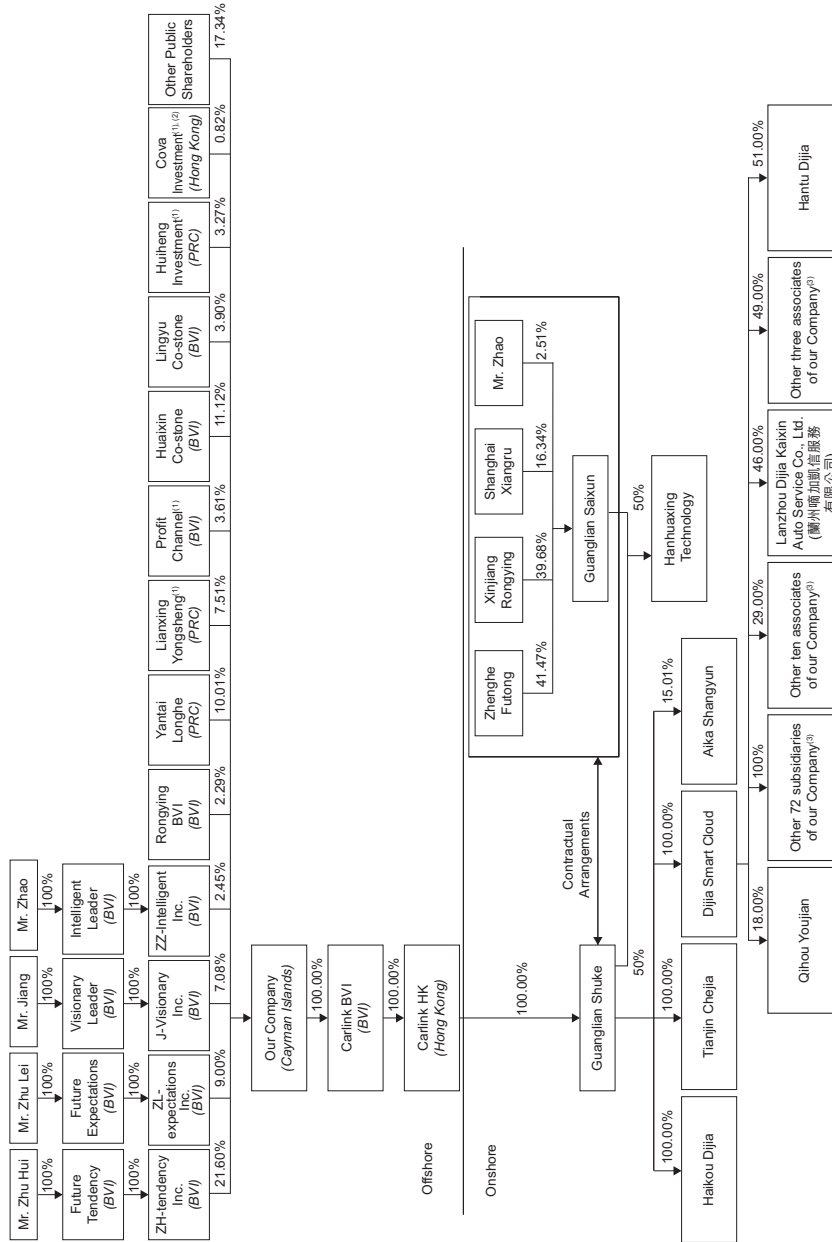 Mr. Zhu Hui
Mr. Zhu Lei
Mr. Jiang
Mr. Zhao
100%
100%
100%
100%
Future
Tendency
(BVI)
Future
Expectations
(BVI)
Visionary
Leader
(BVI)
Intelligent
Leader
(BVI)
100%
100%
100%
100%
ZH-tendency
Inc.
(BVI)
ZL-
expectations
Inc.
(BVI)
J-Visionary
Inc.
(BVI)
ZZ-Intelligent
Inc.
(BVI)
Rongying
BVI
(BVI)
Yantai
Longhe
(PRC)
Lianxing
Yongsheng(1)
(PRC)
Profit
Channel(1)
(BVI)
Huaixin
Co-stone
(BVI)
Lingyu
Co-stone
(BVI)
Huiheng
Investment(1)
(PRC)
Cova
Investment(1), (2)
(Hong Kong)
Other Public
Shareholders
21.60%
9.00%
7.08%
2.45%
2.29%
10.01%
7.51%
3.61%
11.12%
3.90%
3.27%
0.82%
17.34%
Our Company
(Cayman Islands)
100.00%
Carlink BVI
(BVI)
100.00%
Carlink HK
(Hong Kong)
Offshore
Onshore
100.00%
Zhenghe
Futong
Xinjiang
Rongying
Shanghai
Xiangru
Mr. Zhao
41.47%
39.68%
16.34%
2.51%
Contractual
Arrangements
Guanglian Shuke
Guanglian Saixun
50%
50%
Hanhuaxing
Technology
100.00%
100.00%
100.00%
15.01%
Haikou Dijia
Tianjin Chejia
Dijia Smart Cloud
Aika Shangyun
18.00%
100%
29.00%
46.00%
49.00%
51.00%
Qihou Youjian
Other 72 subsidiaries
of our Company(3)
Other ten associates
of our Company(3)
Lanzhou Dijia Kaixin
Auto Service Co., Ltd.
(蘭州嘀加凱信服務
有限公司)
Other three associates
of our Company(3)
Hantu Dijia